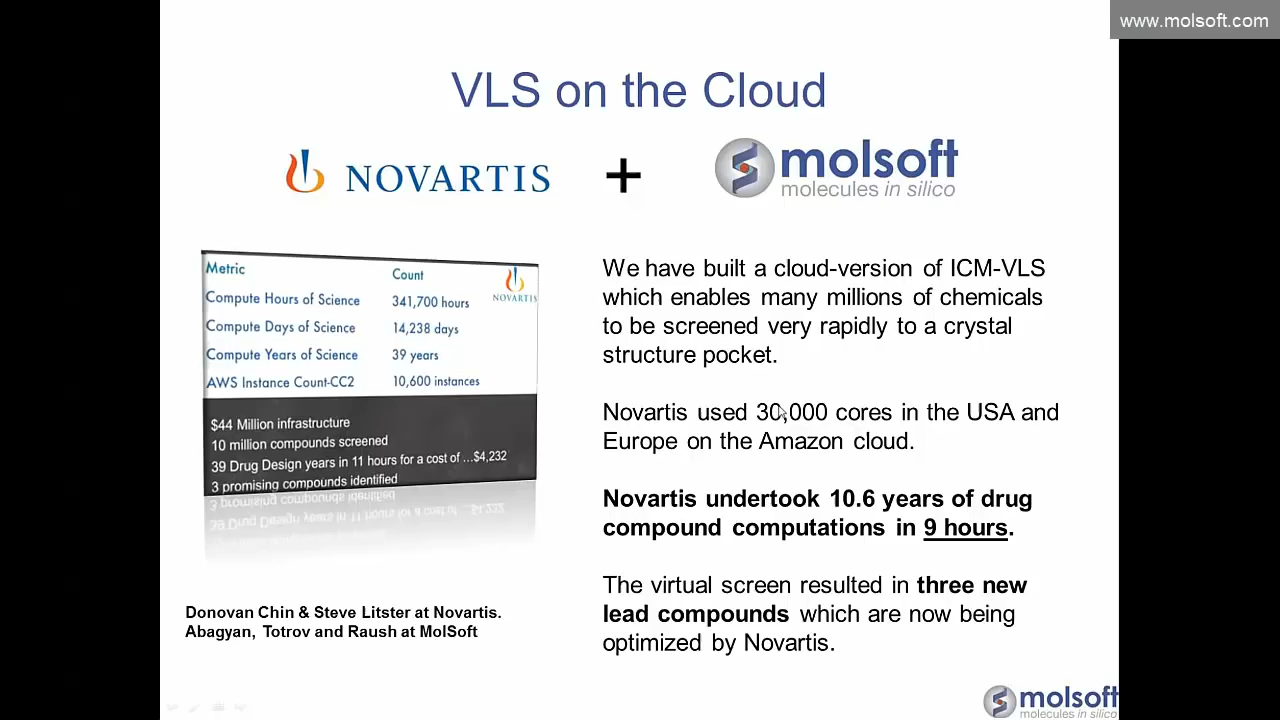 www.molsoft.com
VLS on the Cloud
NOVARTIS + molsoft
molecules in silico
Metric Count
NOVARTIS
Compute Hours of Science 341,700 hours
Compute Days of Science 14,238 days
Compute Years of Science 39 years
AWS Instance Count-CC2 10,600 instances
$44 Million infrastructure
10 million compounds screened
39 Drug Design years in 11 hours for a cost of ...$4,232
3 promising compounds identified
Donovan Chin & Steve Litster at Novartis.
Abagyan, Totrov and Raush at MolSoft
We have built a cloud-version of ICM-VLS
which enables many millions of chemicals
to be screened very rapidly to a crystal
structure pocket.
Novartis used 30,000 cores in the USA and
Europe on the Amazon cloud.
Novartis undertook 10.6 years of drug
compound computations in 9 hours.
The virtual screen resulted in three new
lead compounds which are now being
optimized by Novartis.
molsoft
molecules in silico